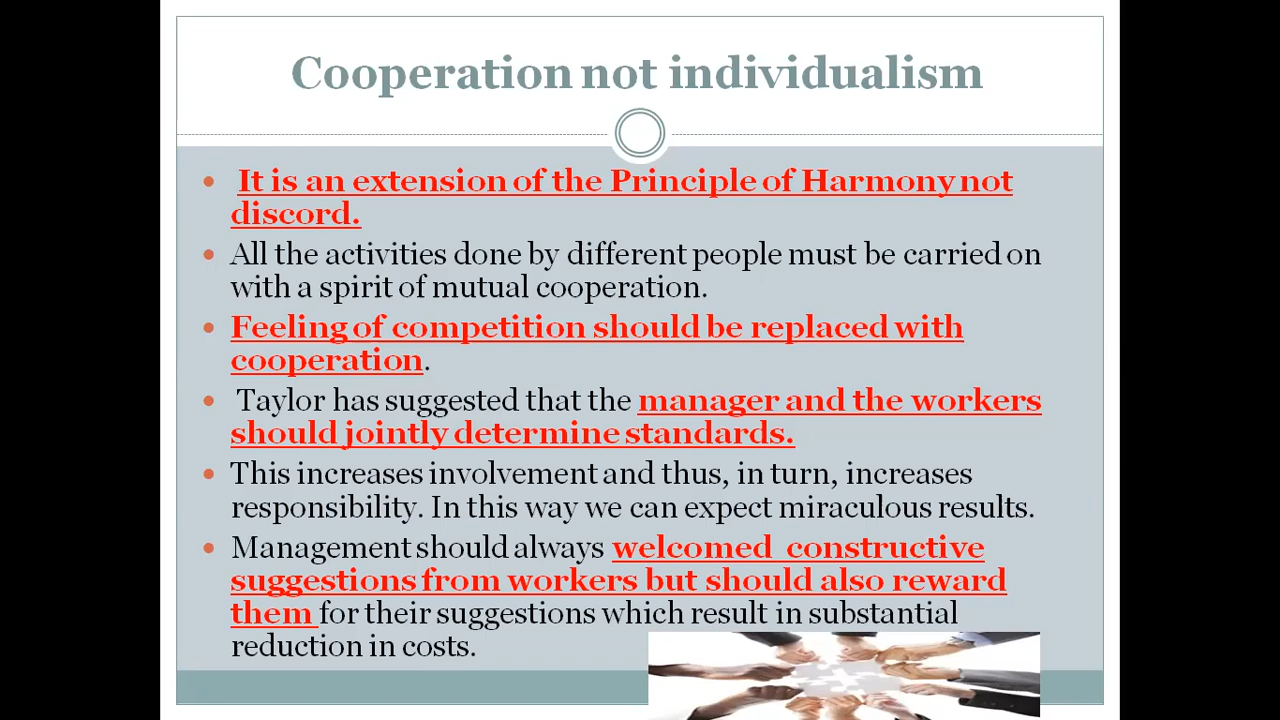 Cooperation not individualism
It is an extension of the Principle of Harmony not
discord.
All the activities done by different people must be carried on
with a spirit of mutual cooperation.
Feeling of competition should be replaced with
cooperation.
Taylor has suggested that the manager and the workers
should jointly determine standards.
This increases involvement and thus, in turn, increases
responsibility. In this way we can expect miraculous results.
Management should always welcomed constructive
suggestions from workers but should also reward
them for their suggestions which result in substantial
reduction in costs.